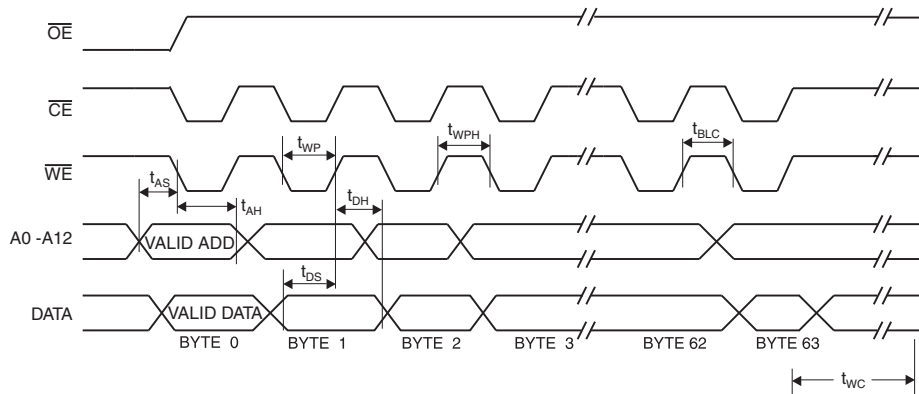 OE
CE
tWP
tWPH
tBLC
WE
tAS
tAH
tDH
A0 -A12
VALID ADD
tDS
DATA
VALID DATA
BYTE 0
BYTE 1
BYTE 2
BYTE 3
BYTE 62
BYTE 63
tWC